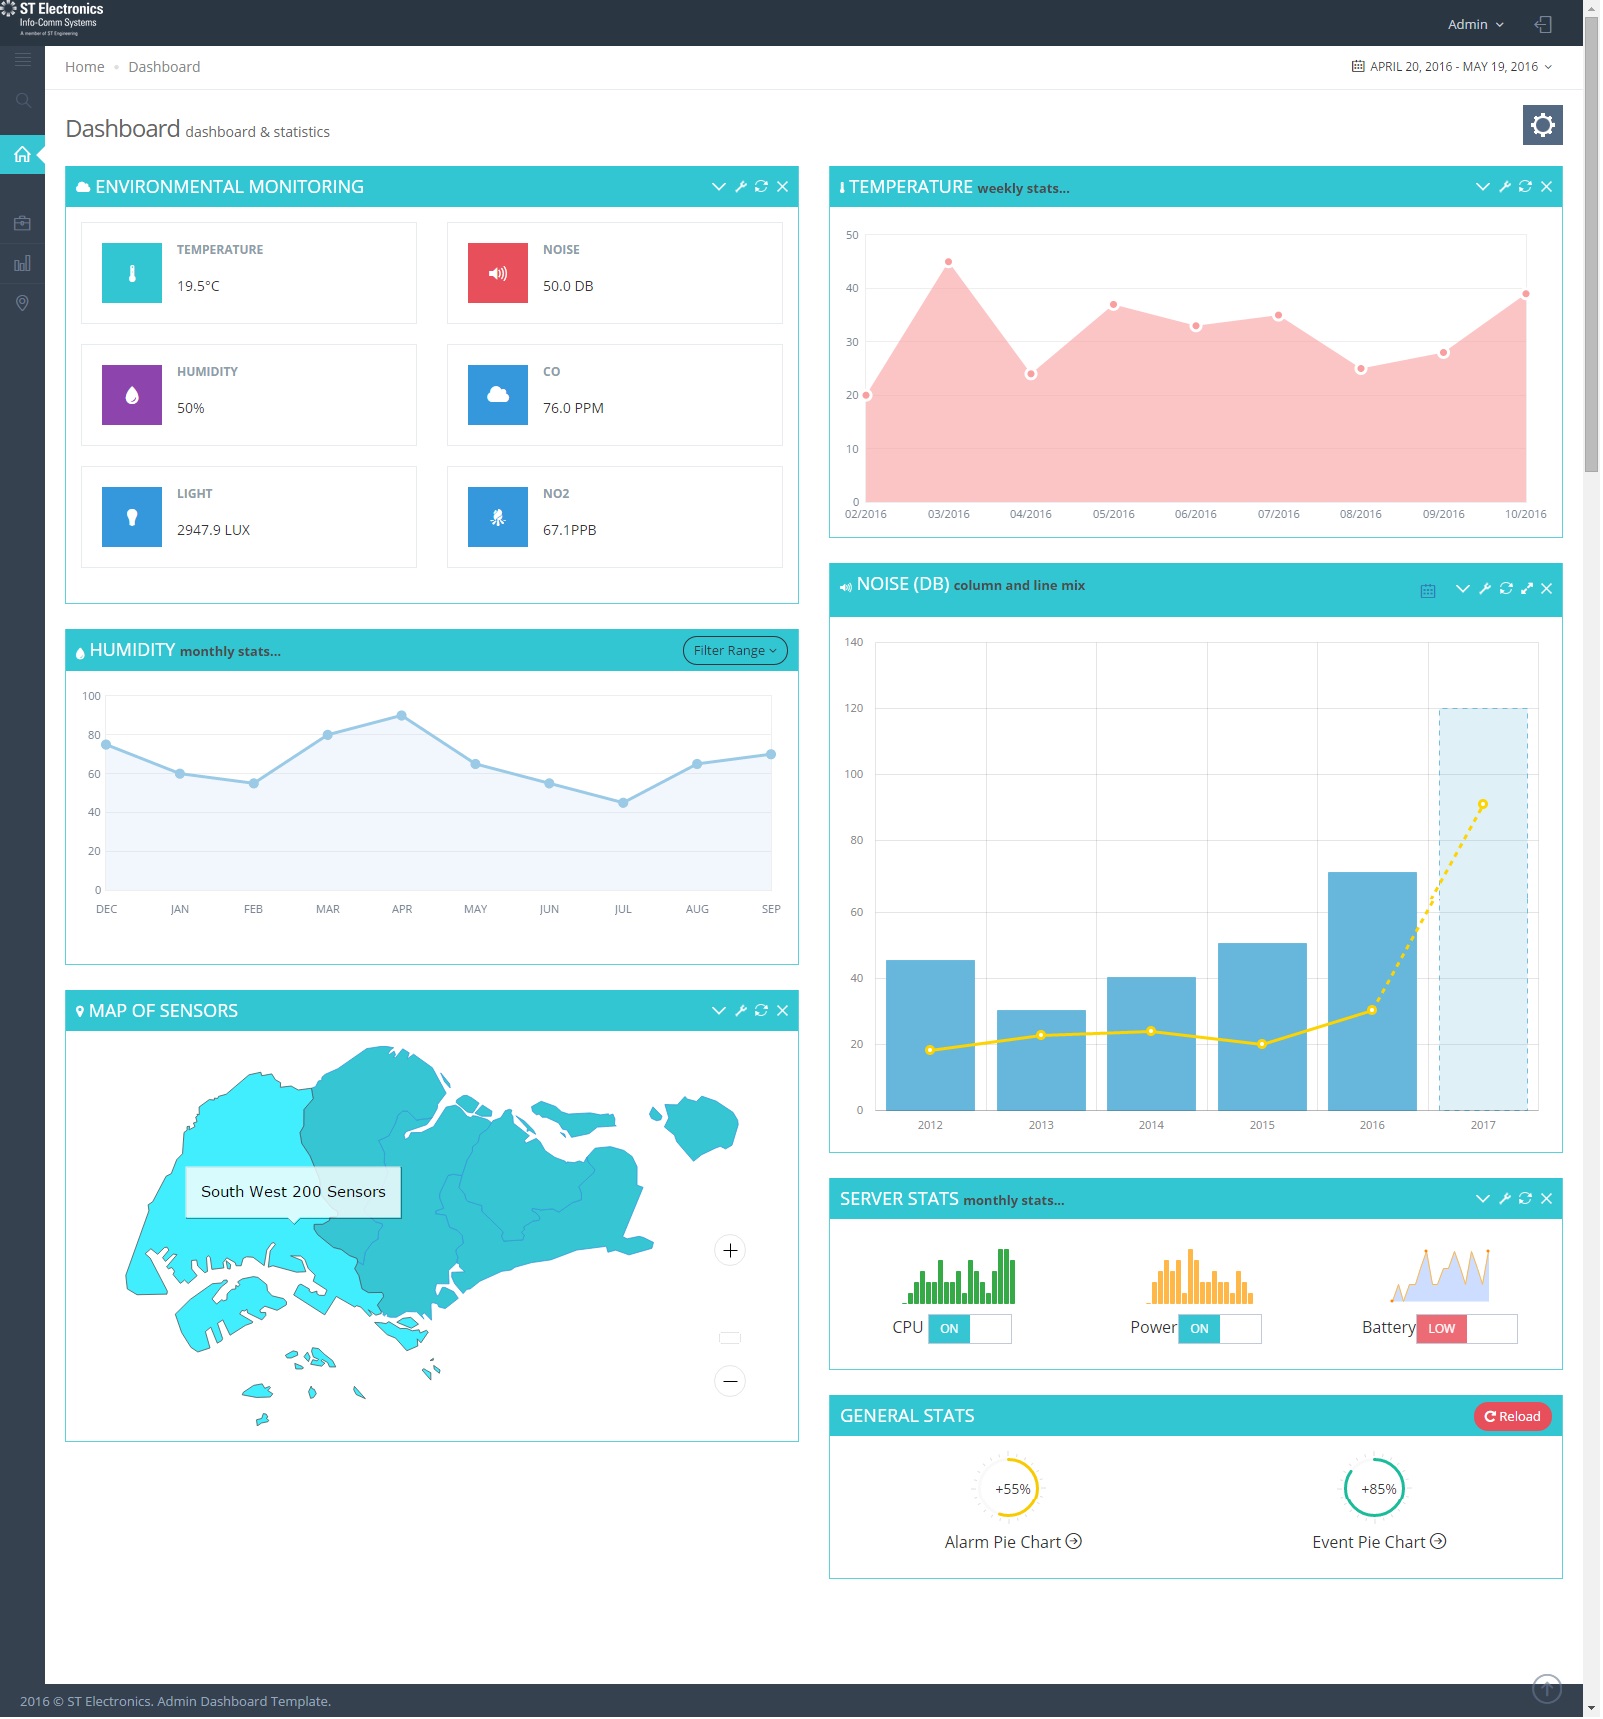 ST Electronics
Info-Comm Systems
A member of ST Engineering
Admin
Home Dashboard
APRIL 20, 2016 - MAY 19, 2016
Dashboard dashboard & statistics
ENVIRONMENTAL MONITORING
TEMPERATURE
19.5°C
NOISE
50.0 DB
HUMIDITY
50%
CO
76.0 PPM
LIGHT
2947.9 LUX
NO2
67.1PPB
HUMIDITY monthly stats...
Filter Range
100
80
60
40
20
0
DEC JAN FEB MAR APR MAY JUN JUL AUG SEP
MAP OF SENSORS
South West 200 Sensors
TEMPERATURE weekly stats...
50
40
30
20
10
0
02/2016 03/2016 04/2016 05/2016 06/2016 07/2016 08/2016 09/2016 10/2016
NOISE (DB) column and line mix
140
120
100
80
60
40
20
0
2012 2013 2014 2015 2016 2017
SERVER STATS monthly stats...
CPU ON
Power ON
Battery LOW
GENERAL STATS
Reload
+55%
Alarm Pie Chart
+85%
Event Pie Chart
2016 © ST Electronics. Admin Dashboard Template.